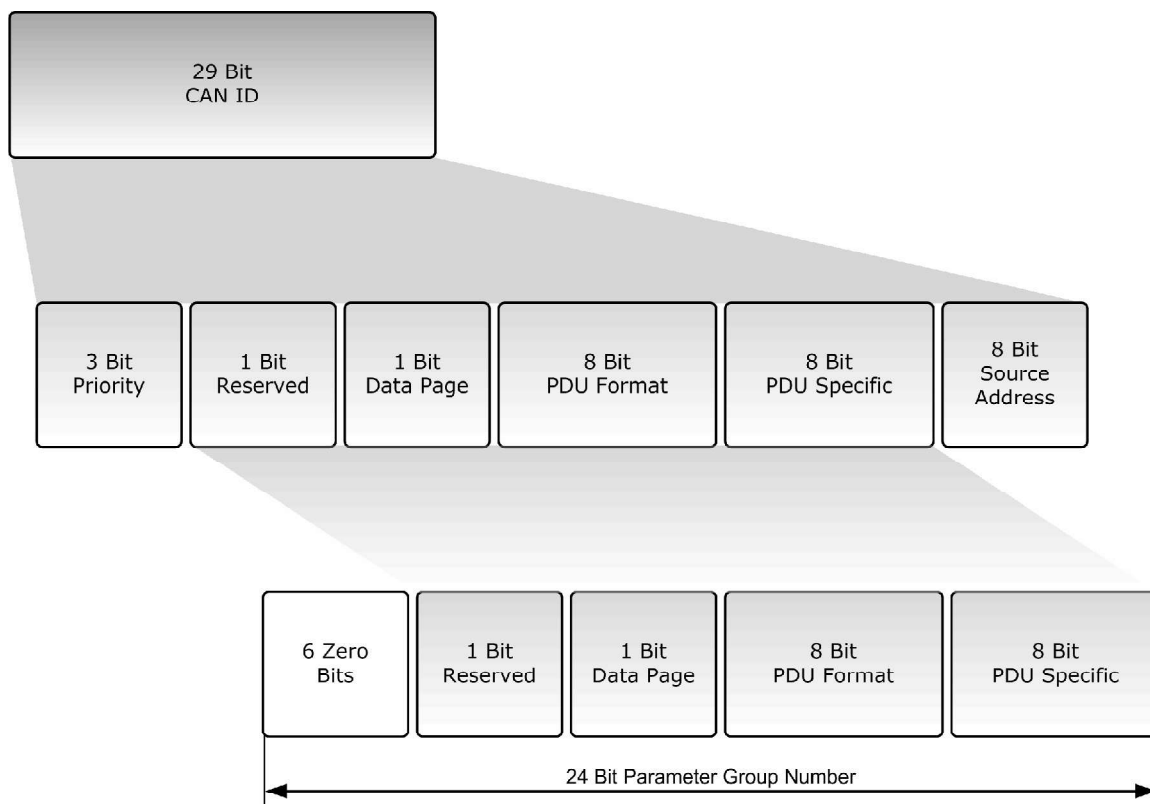 29 Bit
CAN ID
3 Bit
Priority
1 Bit
Reserved
1 Bit
Data Page
8 Bit
PDU Format
8 Bit
PDU Specific
8 Bit
Source
Address
6 Zero
Bits
1 Bit
Reserved
1 Bit
Data Page
8 Bit
PDU Format
8 Bit
PDU Specific
24 Bit Parameter Group Number